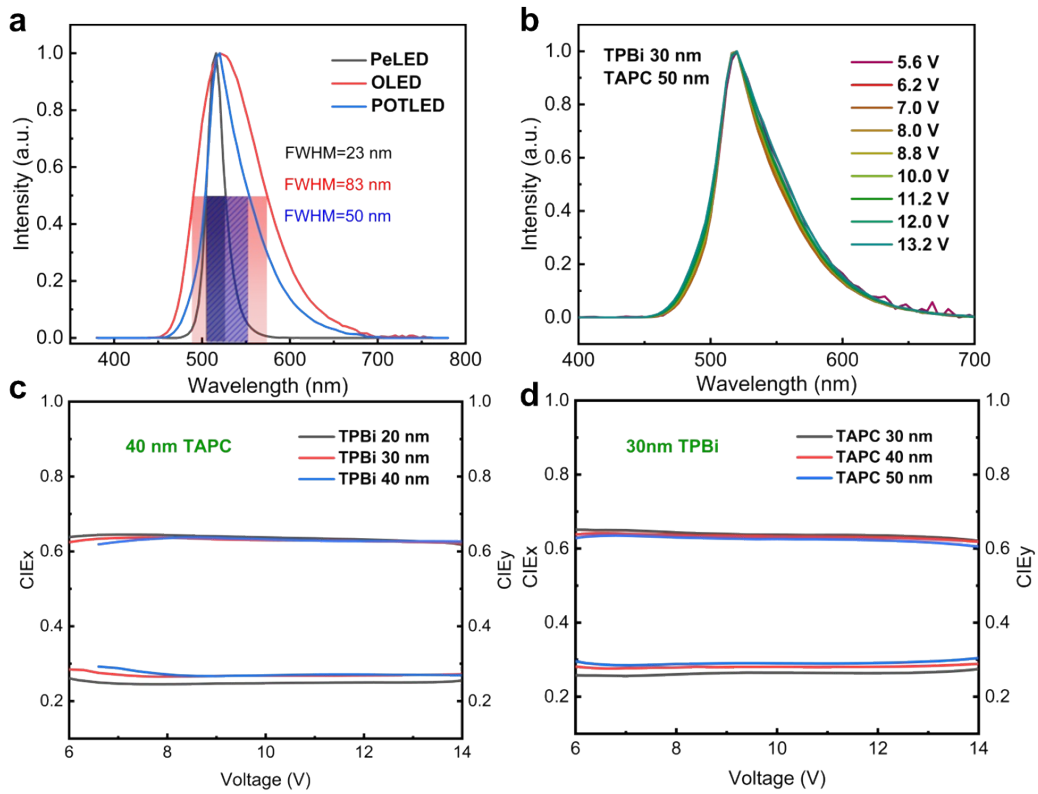 a
PeLED
OLED
POTLED
FWHM=23 nm
FWHM=83 nm
FWHM=50 nm
Intensity (a.u.)
1.0
0.8
0.6
0.4
0.2
0.0
400 500 600 700 800
Wavelength (nm)
b
TPBi 30 nm
TAPC 50 nm
5.6 V
6.2 V
7.0 V
8.0 V
8.8 V
10.0 V
11.2 V
12.0 V
13.2 V
Intensity (a.u.)
1.0
0.8
0.6
0.4
0.2
0.0
400 500 600 700
Wavelength (nm)
c
40 nm TAPC
TPBi 20 nm
TPBi 30 nm
TPBi 40 nm
CIEx
1.0
0.8
0.6
0.4
0.2
6 8 10 12 14
Voltage (V)
1.0
0.8
0.6
0.4
0.2
CIEy
d
30nm TPBi
TAPC 30 nm
TAPC 40 nm
TAPC 50 nm
CIEx
1.0
0.8
0.6
0.4
0.2
6 8 10 12 14
Voltage (V)
1.0
0.8
0.6
0.4
0.2
CIEy